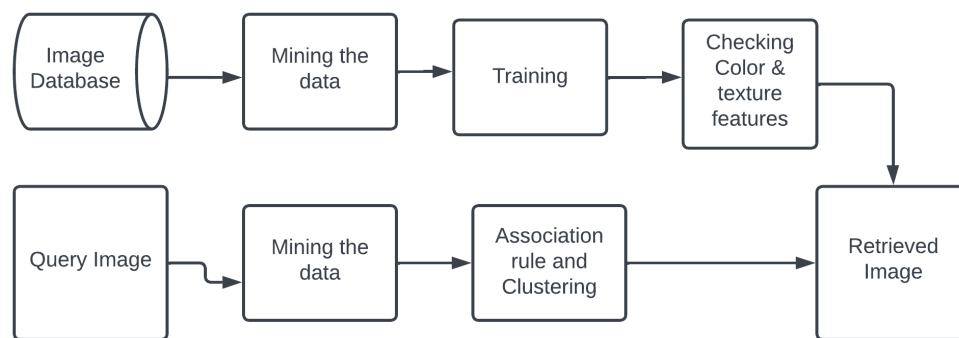 Image
Database
Mining the
data
Training
Checking
Color &
texture
features
Query Image
Mining the
data
Association
rule and
Clustering
Retrieved
Image